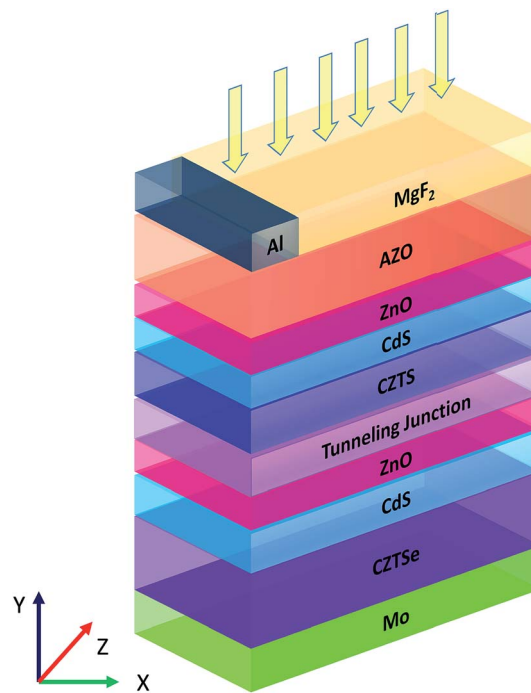 MgF₂
Al
AZO
ZnO
CdS
CZTS
Tunneling Junction
ZnO
CdS
CZTSe
Mo
Y
Z
X